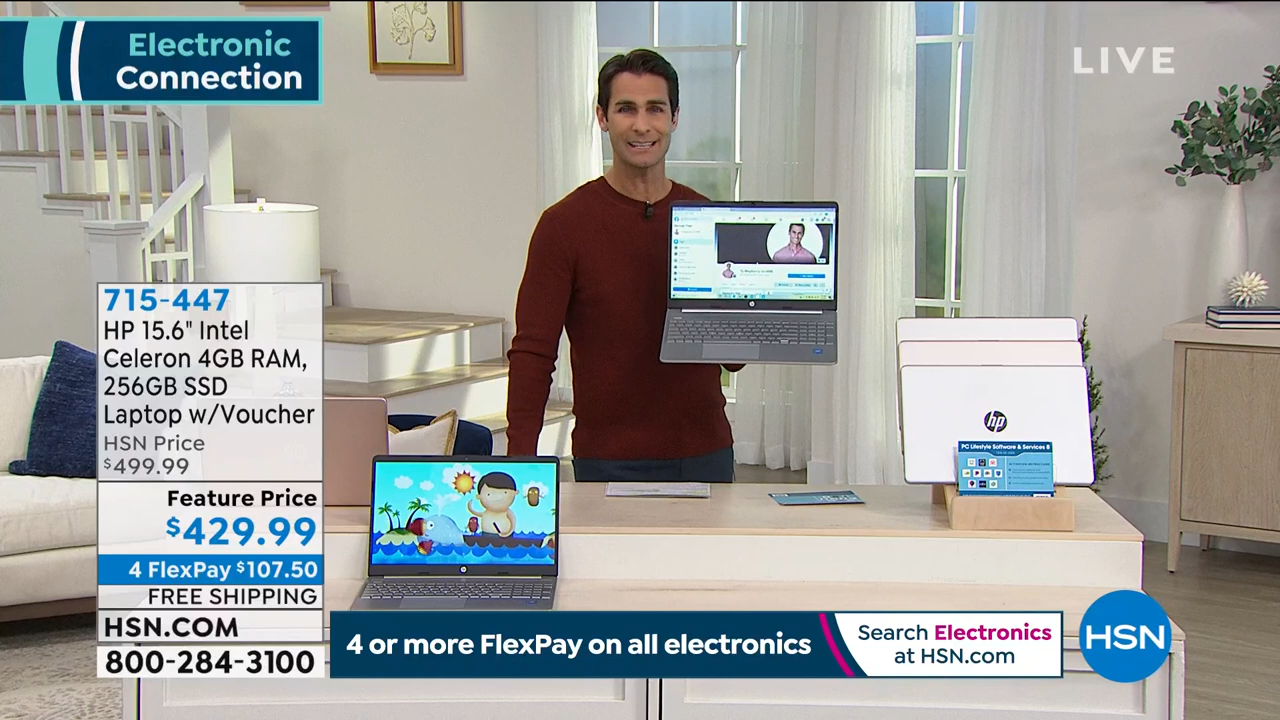 Electronic
Connection
LIVE
715-447
HP 15.6" Intel
Celeron 4GB RAM,
256GB SSD
Laptop w/Voucher
HSN Price
$499.99
Feature Price
$429.99
4 FlexPay $107.50
FREE SHIPPING
HSN.COM
800-284-3100
hp
PC Lifestyle Software & Services 8
4 or more FlexPay on all electronics
Search Electronics
at HSN.com
HSN